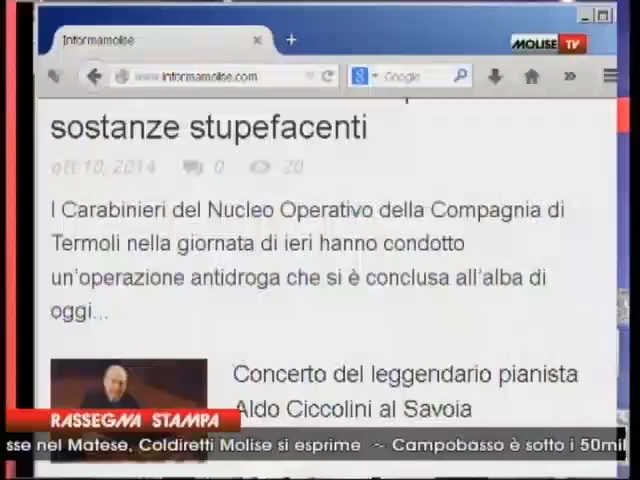 Informamolise
MOLISE TV
www.informamolise.com
Google
sostanze stupefacenti
ott 10, 2014 0 20
I Carabinieri del Nucleo Operativo della Compagnia di
Termoli nella giornata di ieri hanno condotto
un'operazione antidroga che si è conclusa all'alba di
oggi...
Concerto del leggendario pianista
Aldo Ciccolini al Savoia
RASSEGNA STAMPA
sse nel Matese, Coldiretti Molise si esprime ~ Campobasso è sotto i 50mil